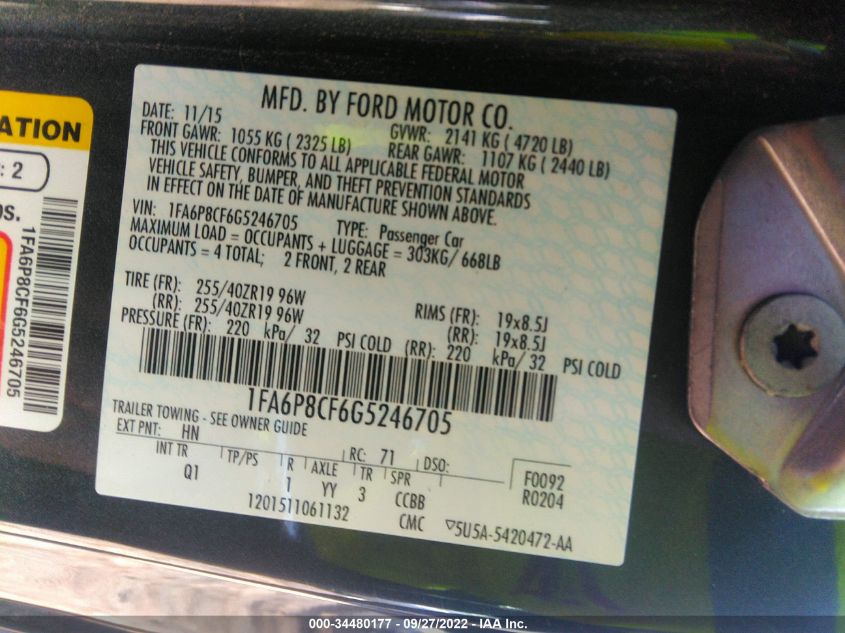 ATION
: 2
os.
1FA6P8CF6G5246705
MFD. BY FORD MOTOR CO.
DATE: 11/15 GVWR: 2141 KG ( 4720 LB)
FRONT GAWR: 1055 KG ( 2325 LB) REAR GAWR: 1107 KG ( 2440 LB)
THIS VEHICLE CONFORMS TO ALL APPLICABLE FEDERAL MOTOR
VEHICLE SAFETY, BUMPER, AND THEFT PREVENTION STANDARDS
IN EFFECT ON THE DATE OF MANUFACTURE SHOWN ABOVE.
VIN: 1FA6P8CF6G5246705 TYPE: Passenger Car
MAXIMUM LOAD = OCCUPANTS + LUGGAGE = 303KG/ 668LB
OCCUPANTS = 4 TOTAL; 2 FRONT, 2 REAR
TIRE (FR): 255/40ZR19 96W RIMS (FR): 19x8.5J
(RR): 255/40ZR19 96W (RR): 19x8.5J
PRESSURE (FR): 220 kPa/ 32 PSI COLD (RR): 220 kPa/ 32 PSI COLD
1FA6P8CF6G5246705
TRAILER TOWING - SEE OWNER GUIDE
EXT PNT: HN RC: 71 DSO: F0092
INT TR TP/PS R AXLE TR SPR R0204
Q1 1 YY 3 CCBB
1201511061132 CMC ▽5U5A-5420472-AA
000-34480177 - 09/27/2022 - IAA Inc.